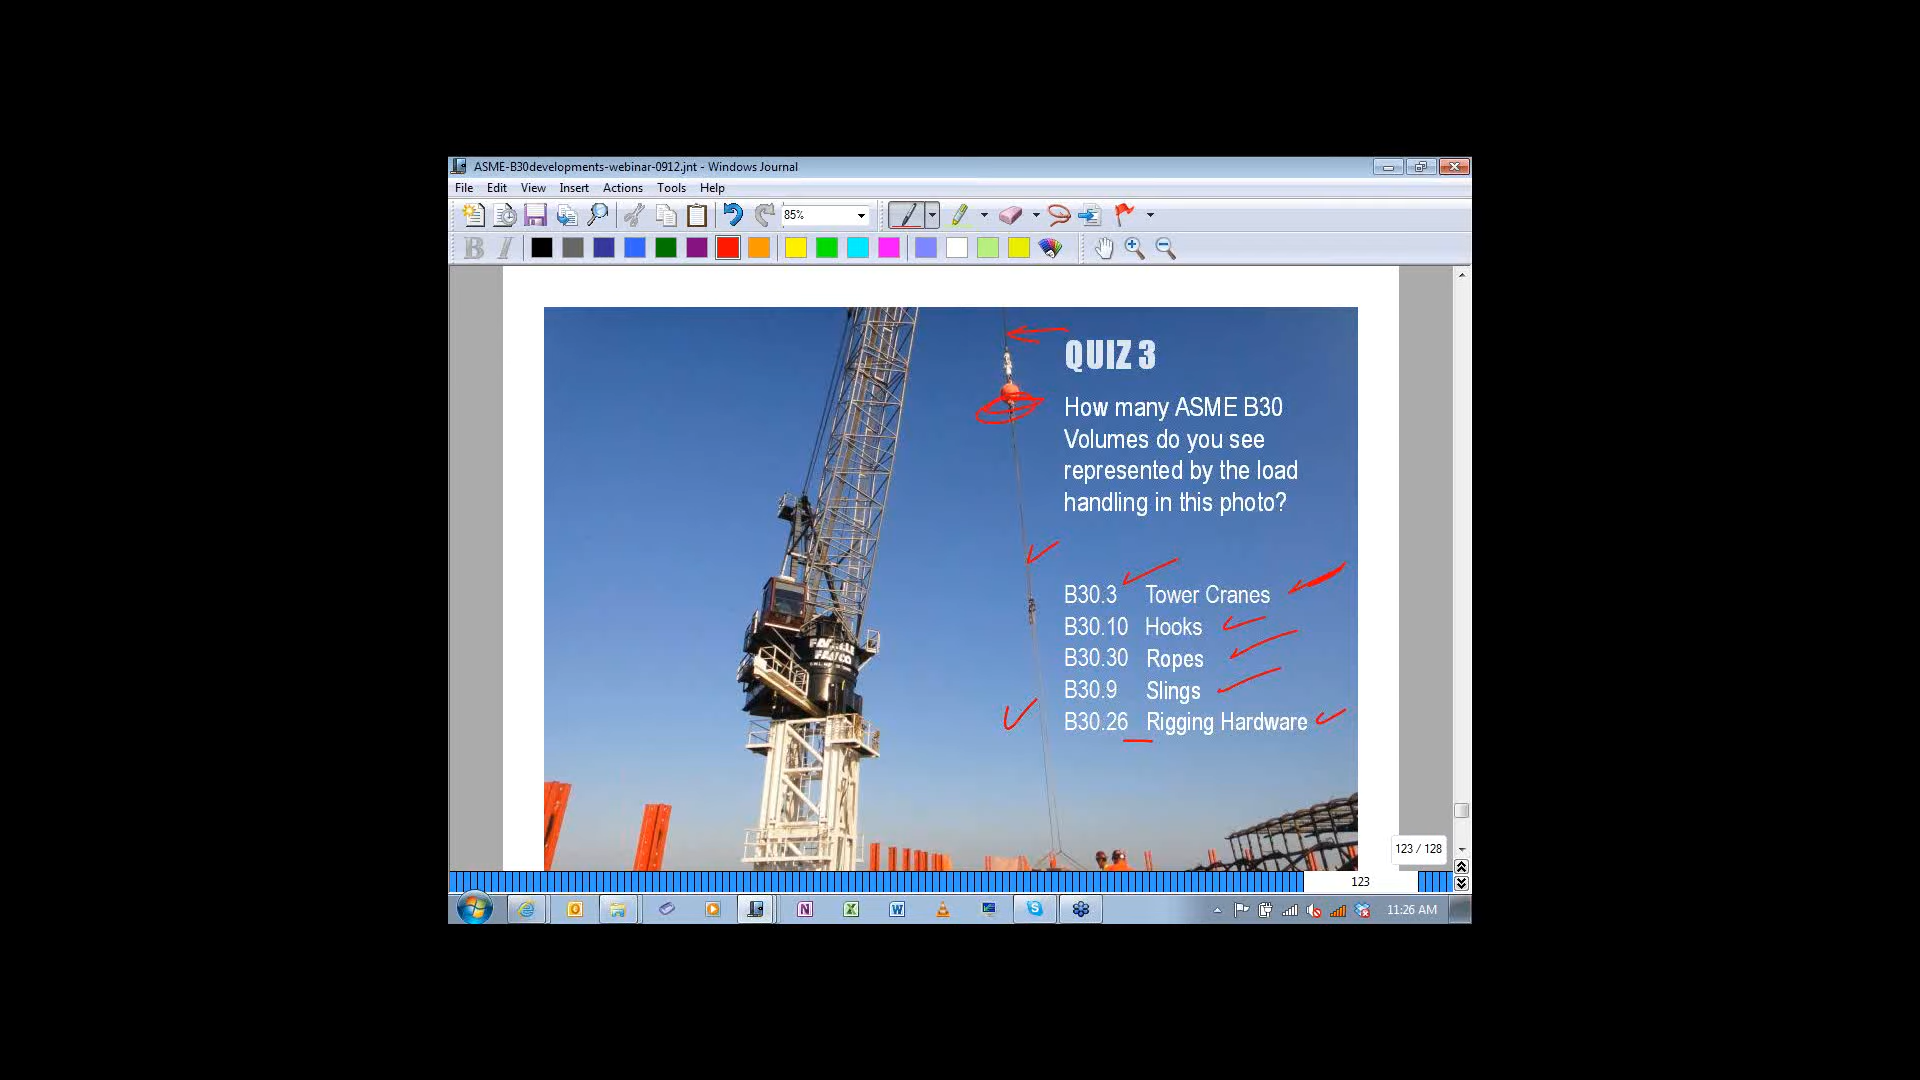 ASME-B30developments-webinar-0912.jnt - Windows Journal
File Edit View Insert Actions Tools Help
85%
B I
QUIZ 3
How many ASME B30
Volumes do you see
represented by the load
handling in this photo?
B30.3 Tower Cranes
B30.10 Hooks
B30.30 Ropes
B30.9 Slings
B30.26 Rigging Hardware
123 / 128
123
11:26 AM